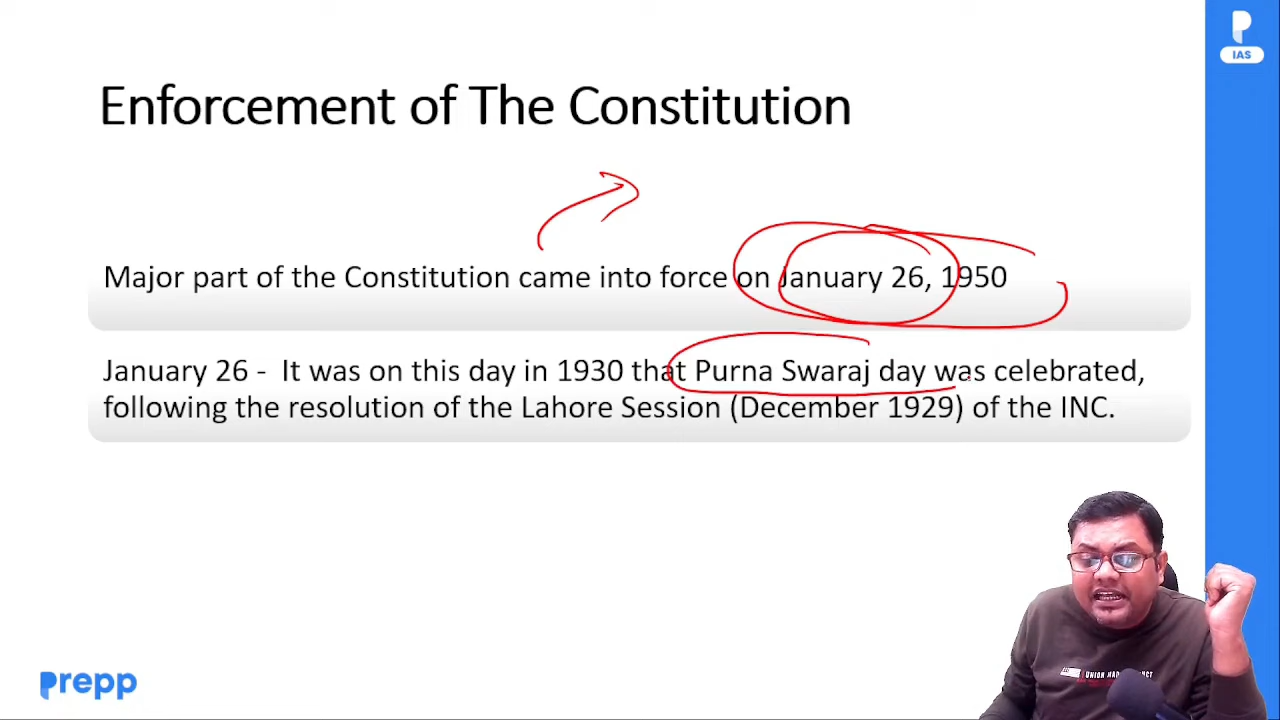 IAS
Enforcement of The Constitution
Major part of the Constitution came into force on January 26, 1950
January 26 - It was on this day in 1930 that Purna Swaraj day was celebrated,
following the resolution of the Lahore Session (December 1929) of the INC.
prepp